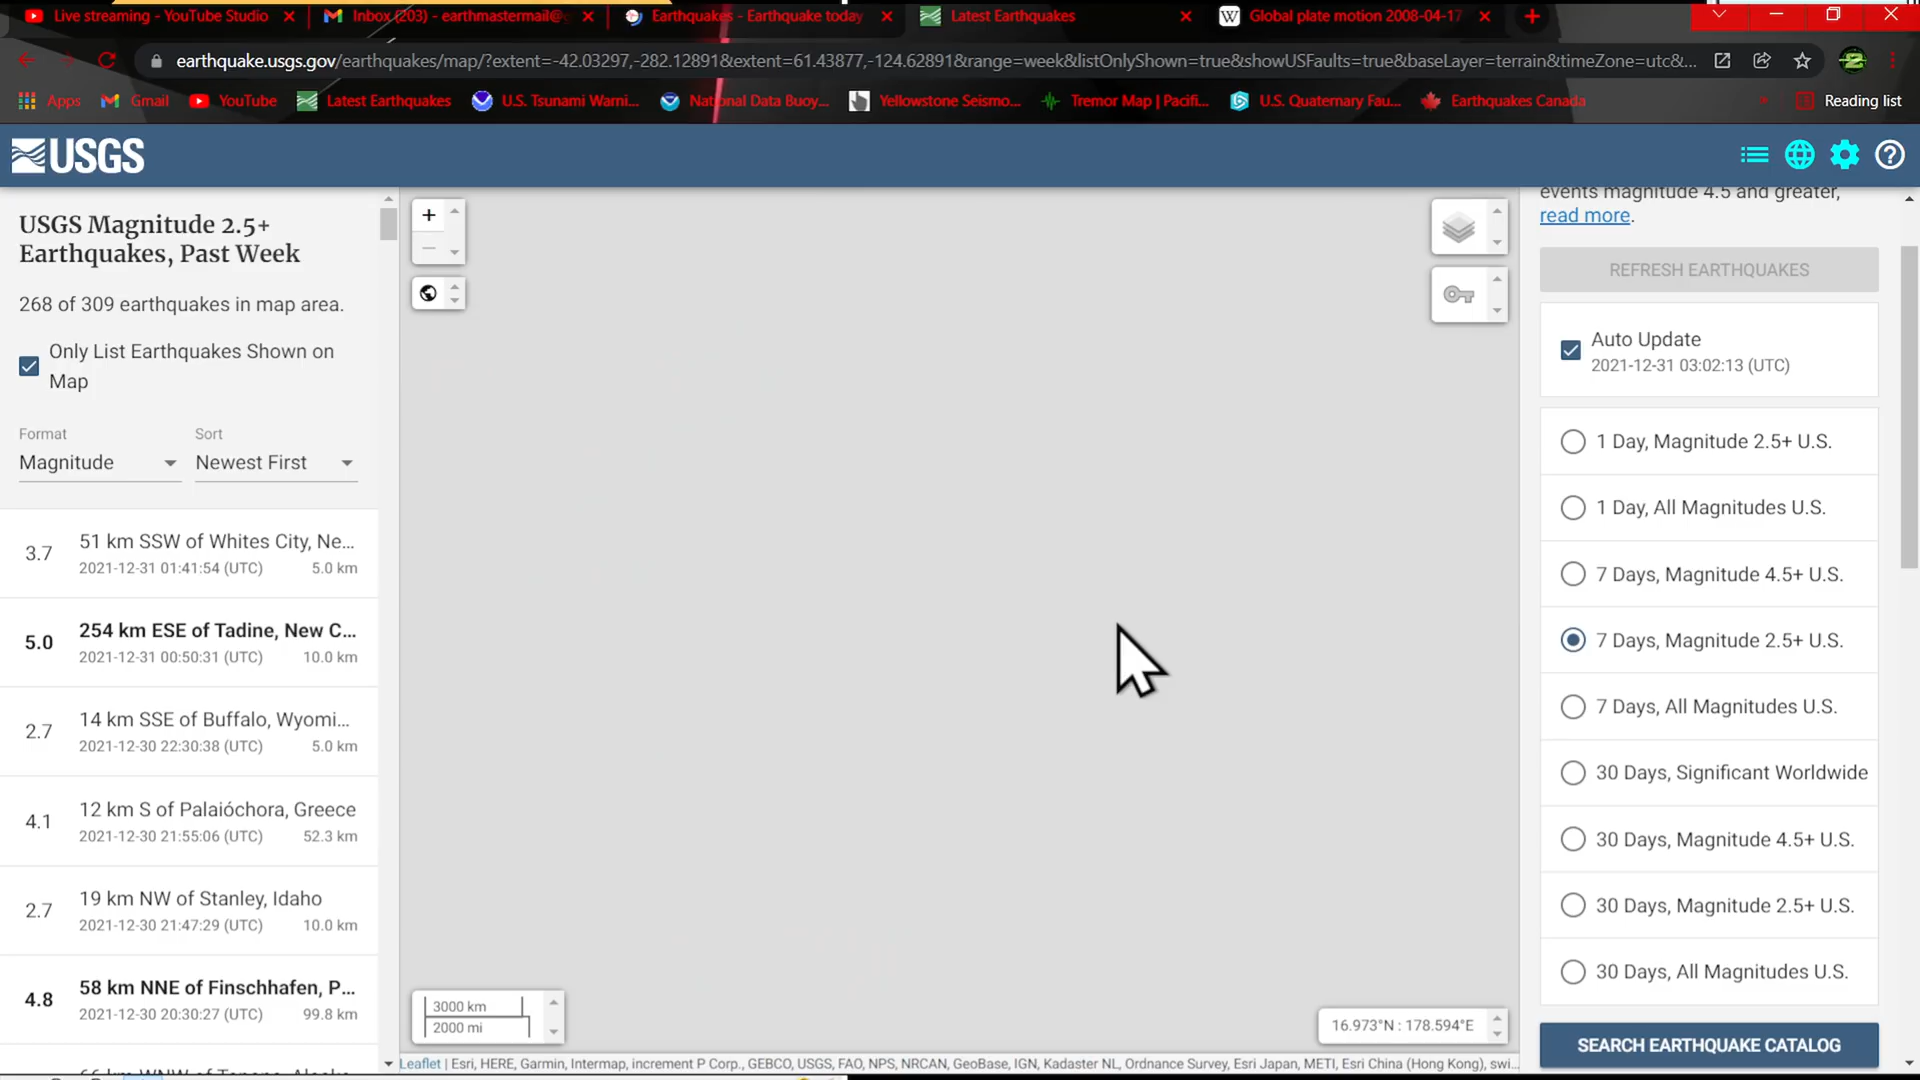 Live streaming - YouTube Studio
Inbox (203) - earthmastermail@
Earthquakes - Earthquake today
Latest Earthquakes
Global plate motion 2008-04-17
earthquake.usgs.gov/earthquakes/map/?extent=-42.03297,-282.12891&extent=61.43877,-124.62891&range=week&listOnlyShown=true&showUSFaults=true&baseLayer=terrain&timeZone=utc&...
Apps
Gmail
YouTube
Latest Earthquakes
U.S. Tsunami Warni...
National Data Buoy...
Yellowstone Seismo...
Tremor Map | Pacifi...
U.S. Quaternary Fau...
Earthquakes Canada
Reading list
USGS
USGS Magnitude 2.5+
Earthquakes, Past Week
268 of 309 earthquakes in map area.
Only List Earthquakes Shown on
Map
Format
Sort
Magnitude
Newest First
3.7
51 km SSW of Whites City, Ne...
2021-12-31 01:41:54 (UTC)
5.0 km
5.0
254 km ESE of Tadine, New C...
2021-12-31 00:50:31 (UTC)
10.0 km
2.7
14 km SSE of Buffalo, Wyomi...
2021-12-30 22:30:38 (UTC)
5.0 km
4.1
12 km S of Palaióchora, Greece
2021-12-30 21:55:06 (UTC)
52.3 km
2.7
19 km NW of Stanley, Idaho
2021-12-30 21:47:29 (UTC)
10.0 km
4.8
58 km NNE of Finschhafen, P...
2021-12-30 20:30:27 (UTC)
99.8 km
+
−
3000 km
2000 mi
16.973°N : 178.594°E
Leaflet | Esri, HERE, Garmin, Intermap, increment P Corp., GEBCO, USGS, FAO, NPS, NRCAN, GeoBase, IGN, Kadaster NL, Ordnance Survey, Esri Japan, METI, Esri China (Hong Kong), swi...
events magnitude 4.5 and greater,
read more.
REFRESH EARTHQUAKES
Auto Update
2021-12-31 03:02:13 (UTC)
1 Day, Magnitude 2.5+ U.S.
1 Day, All Magnitudes U.S.
7 Days, Magnitude 4.5+ U.S.
7 Days, Magnitude 2.5+ U.S.
7 Days, All Magnitudes U.S.
30 Days, Significant Worldwide
30 Days, Magnitude 4.5+ U.S.
30 Days, Magnitude 2.5+ U.S.
30 Days, All Magnitudes U.S.
SEARCH EARTHQUAKE CATALOG